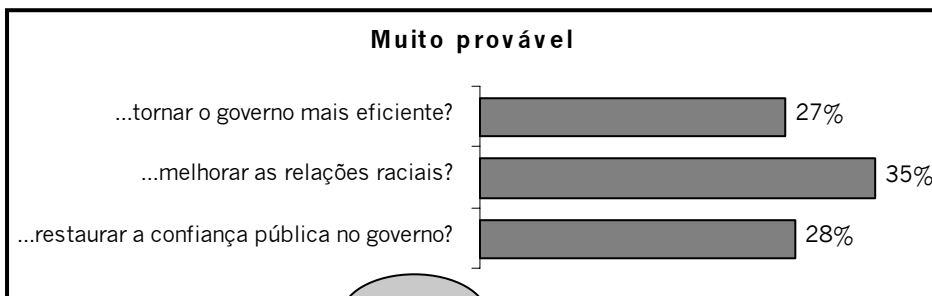 Muito provável
...tornar o governo mais eficiente? 27%
...melhorar as relações raciais? 35%
...restaurar a confiança pública no governo? 28%